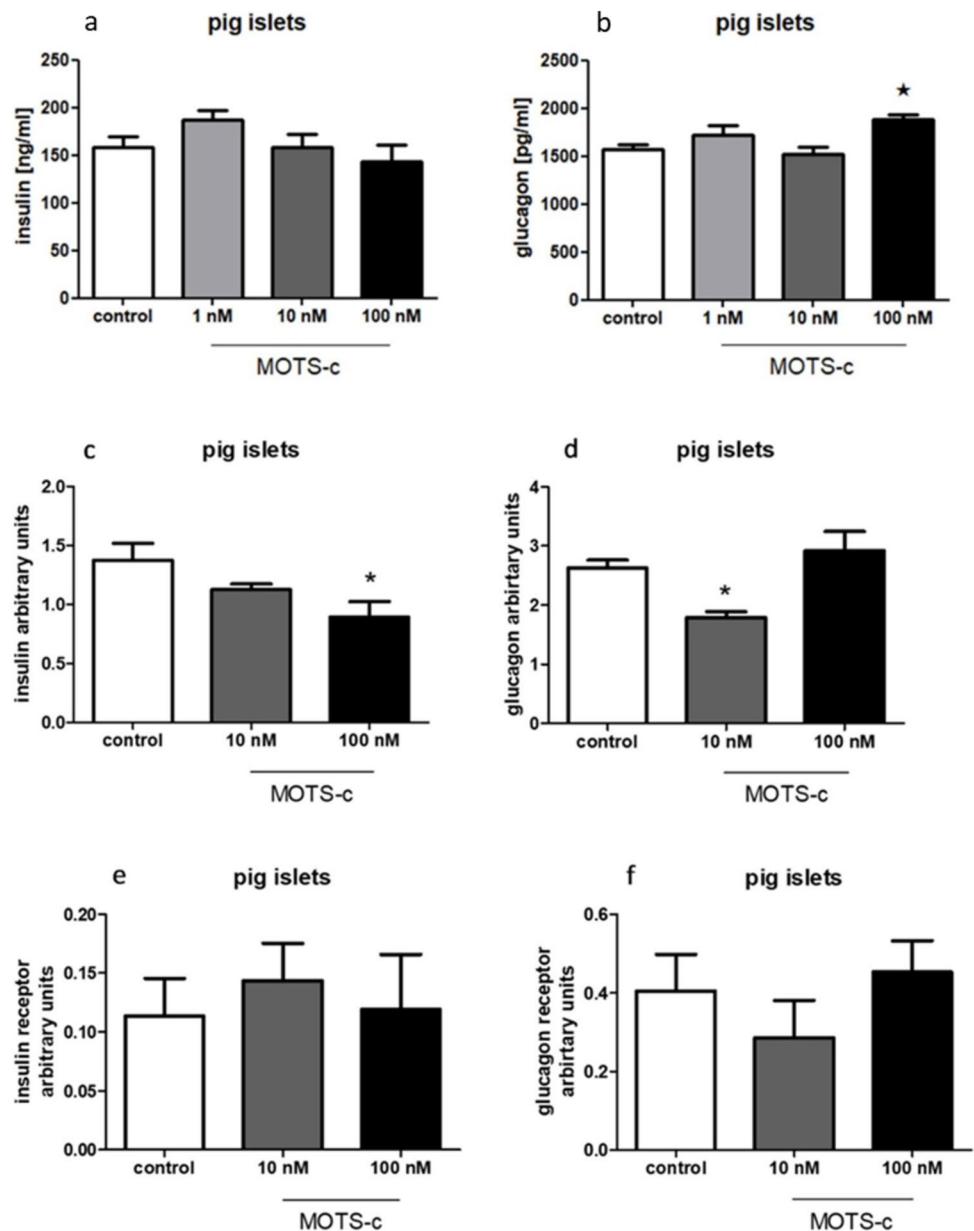 a
pig islets
insulin [ng/ml]
250
200
150
100
50
0
control 1 nM 10 nM 100 nM
MOTS-c
b
pig islets
glucagon [pg/ml]
2500
2000
1500
1000
500
0
★
control 1 nM 10 nM 100 nM
MOTS-c
c
pig islets
insulin arbitrary units
2.0
1.5
1.0
0.5
0.0
*
control 10 nM 100 nM
MOTS-c
d
pig islets
glucagon arbirtary units
4
3
2
1
0
*
control 10 nM 100 nM
MOTS-c
e
pig islets
insulin receptor
arbitrary units
0.20
0.15
0.10
0.05
0.00
control 10 nM 100 nM
MOTS-c
f
pig islets
glucagon receptor
arbirtary units
0.6
0.4
0.2
0.0
control 10 nM 100 nM
MOTS-c